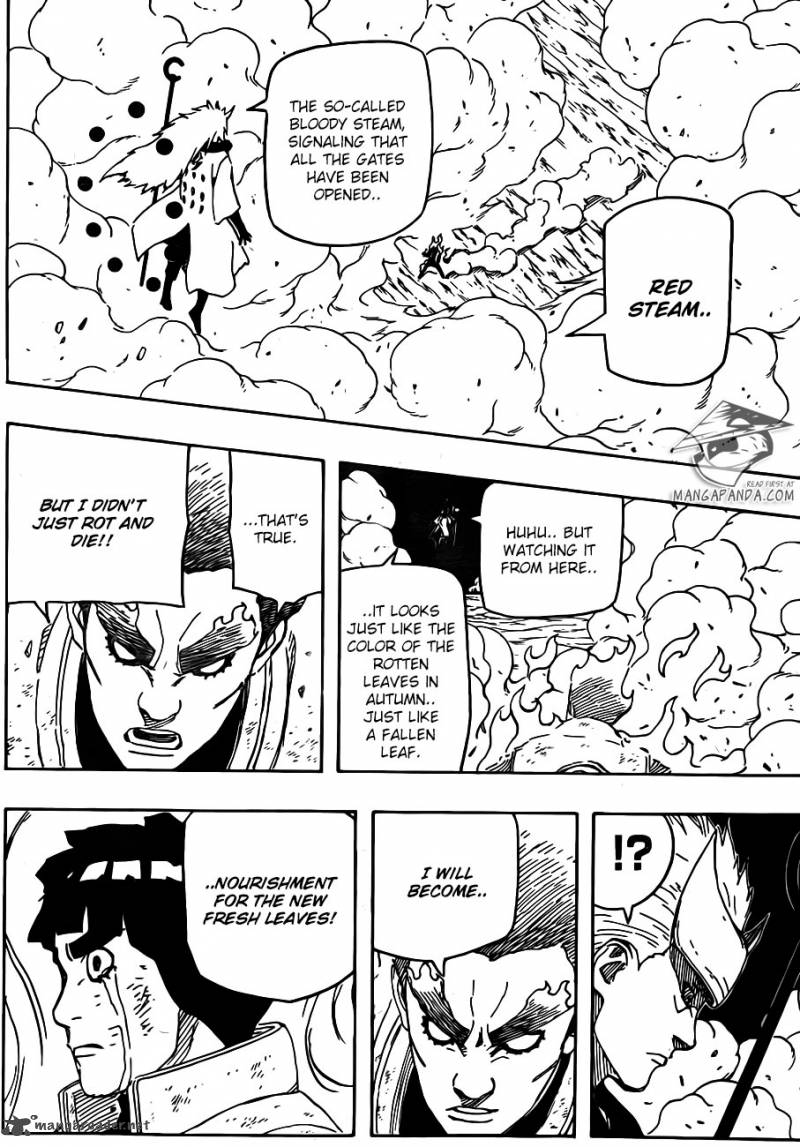 THE SO-CALLED
BLOODY STEAM,
SIGNALING THAT
ALL THE GATES
HAVE BEEN
OPENED..
RED
STEAM..
READ FIRST AT
MANGAPANDA.COM
HUHU.. BUT
WATCHING IT
FROM HERE..
..IT LOOKS
JUST LIKE THE
COLOR OF THE
ROTTEN
LEAVES IN
AUTUMN..
JUST LIKE
A FALLEN
LEAF.
...THAT'S
TRUE.
BUT I DIDN'T
JUST ROT AND
DIE!!
!?
I WILL
BECOME..
..NOURISHMENT
FOR THE NEW
FRESH LEAVES!